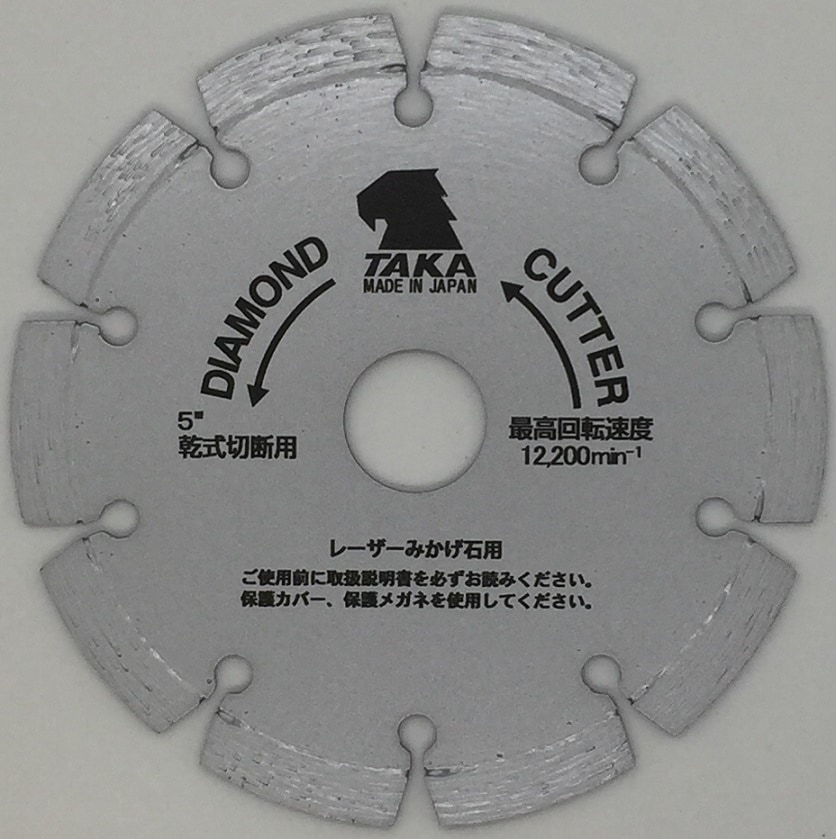 TAKA
MADE IN JAPAN
DIAMOND
CUTTER
5"
乾式切断用
最高回転速度
12,200min⁻¹
レーザーみかげ石用
ご使用前に取扱説明書を必ずお読みください。
保護カバー、保護メガネを使用してください。